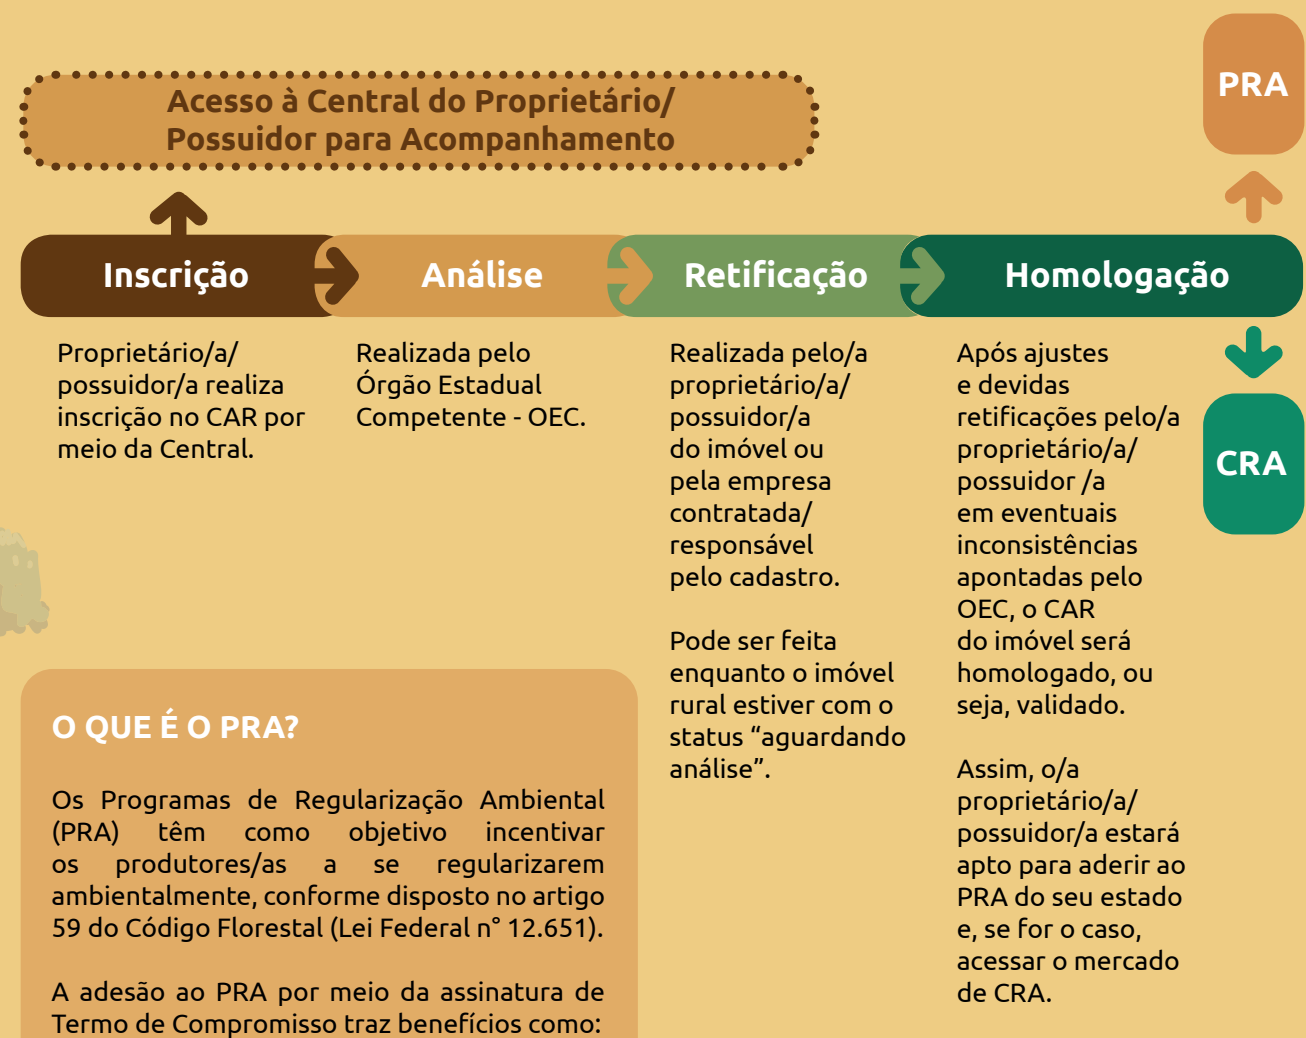 PRA
Acesso à Central do Proprietário/
Possuidor para Acompanhamento
Inscrição
Análise
Retificação
Homologação
Proprietário/a/
possuidor/a realiza
inscrição no CAR por
meio da Central.
Realizada pelo
Órgão Estadual
Competente - OEC.
Realizada pelo/a
proprietário/a/
possuidor/a
do imóvel ou
pela empresa
contratada/
responsável
pelo cadastro.
Pode ser feita
enquanto o imóvel
rural estiver com o
status “aguardando
análise”.
Após ajustes
e devidas
retificações pelo/a
proprietário/a/
possuidor /a
em eventuais
inconsistências
apontadas pelo
OEC, o CAR
do imóvel será
homologado, ou
seja, validado.
Assim, o/a
proprietário/a/
possuidor/a estará
apto para aderir ao
PRA do seu estado
e, se for o caso,
acessar o mercado
de CRA.
CRA
O QUE É O PRA?
Os Programas de Regularização Ambiental
(PRA) têm como objetivo incentivar
os produtores/as a se regularizarem
ambientalmente, conforme disposto no artigo
59 do Código Florestal (Lei Federal n° 12.651).
A adesão ao PRA por meio da assinatura de
Termo de Compromisso traz benefícios como: